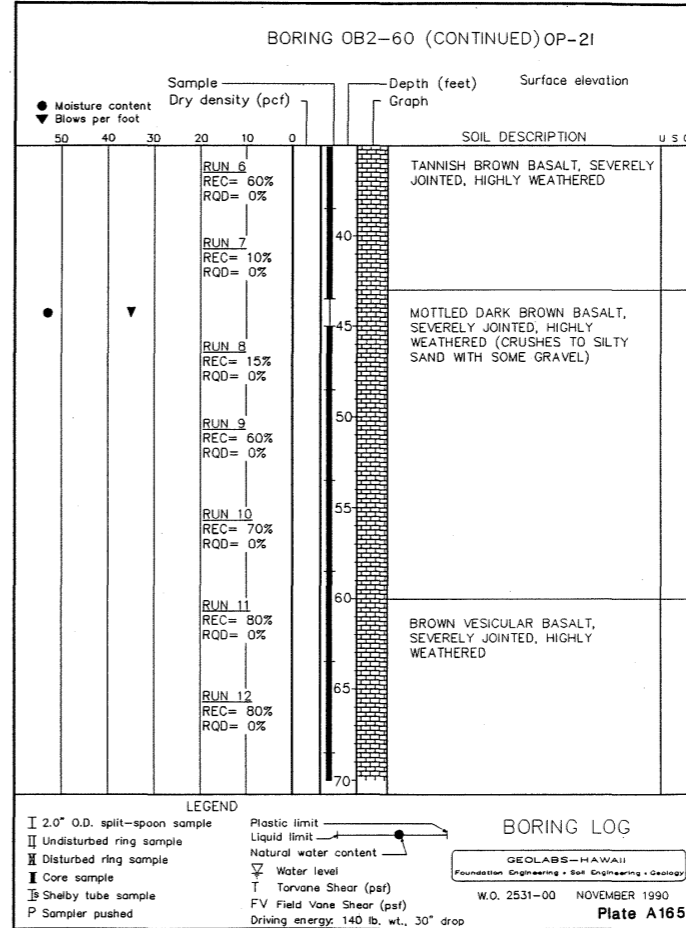 BORING OB2-60 (CONTINUED) OP-21
Sample
Depth (feet)
Surface elevation
Dry density (pcf)
Graph
● Moisture content
▼ Blows per foot
50 40 30 20 10 0
SOIL DESCRIPTION
U S C
RUN 6
REC= 60%
RQD= 0%
TANNISH BROWN BASALT, SEVERELY
JOINTED, HIGHLY WEATHERED
40
RUN 7
REC= 10%
RQD= 0%
MOTTLED DARK BROWN BASALT,
SEVERELY JOINTED, HIGHLY
WEATHERED (CRUSHES TO SILTY
SAND WITH SOME GRAVEL)
45
RUN 8
REC= 15%
RQD= 0%
50
RUN 9
REC= 60%
RQD= 0%
55
RUN 10
REC= 70%
RQD= 0%
60
RUN 11
REC= 80%
RQD= 0%
BROWN VESICULAR BASALT,
SEVERELY JOINTED, HIGHLY
WEATHERED
65
RUN 12
REC= 80%
RQD= 0%
70
LEGEND
2.0" O.D. split-spoon sample
Undisturbed ring sample
Disturbed ring sample
Core sample
Shelby tube sample
P Sampler pushed
Plastic limit
Liquid limit
Natural water content
Water level
T Torvane Shear (psf)
FV Field Vane Shear (psf)
Driving energy: 140 lb. wt., 30" drop
BORING LOG
GEOLABS-HAWAII
Foundation Engineering • Soil Engineering • Geology
W.O. 2531-00 NOVEMBER 1990
Plate A165